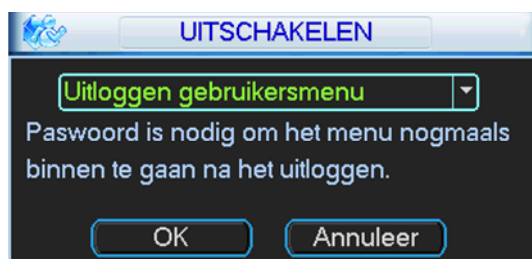 UITSCHAKELEN
Uitloggen gebruikersmenu
Paswoord is nodig om het menu nogmaals
binnen te gaan na het uitloggen.
OK Annuleer